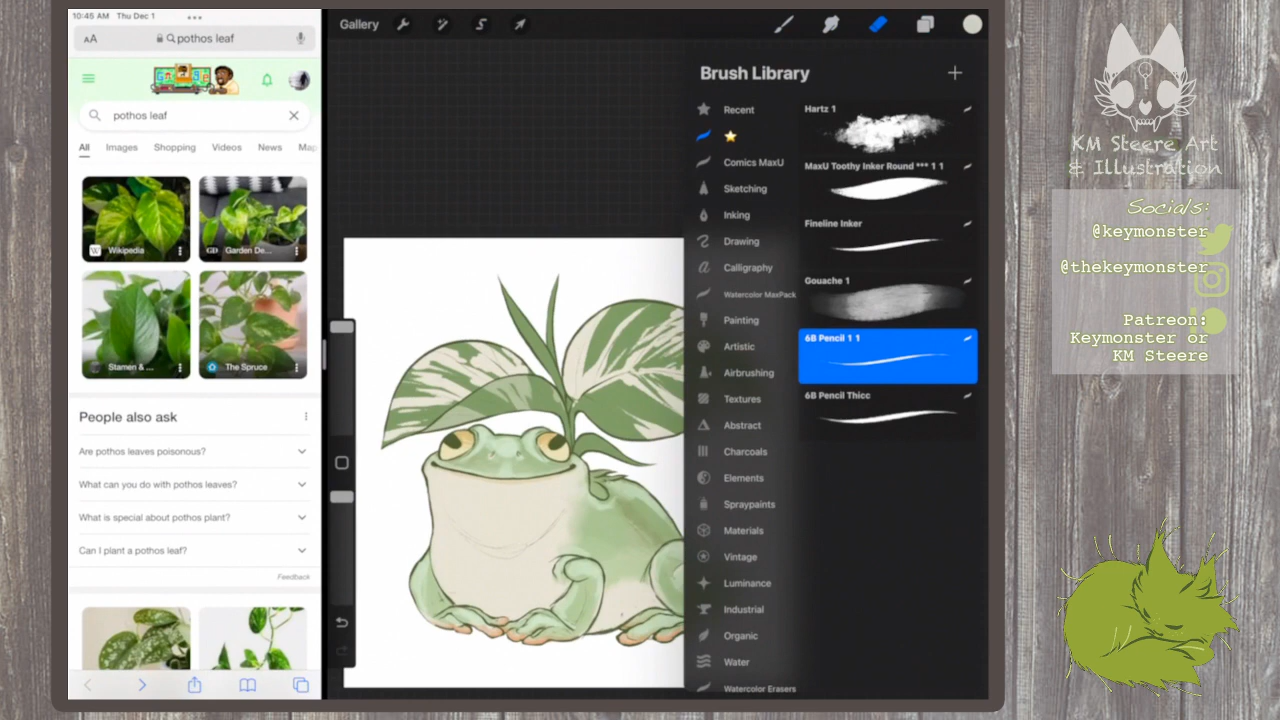 10:45 AM Thu Dec 1
AA
pothos leaf
pothos leaf
All Images Shopping Videos News
Wikipedia
GD Garden De...
Stamen & ...
The Spruce
People also ask
Are pothos leaves poisonous?
What can you do with pothos leaves?
What is special about pothos plant?
Can I plant a pothos leaf?
Feedback
Gallery
Brush Library
Recent
Comics MaxU
Sketching
Inking
Drawing
Calligraphy
Watercolor MaxPack
Painting
Artistic
Airbrushing
Textures
Abstract
Charcoals
Elements
Spraypaints
Materials
Vintage
Luminance
Industrial
Organic
Water
Watercolor Erasers
Hartz 1
MaxU Toothy Inker Round *** 1 1
Fineline Inker
Gouache 1
6B Pencil 1 1
6B Pencil Thicc
KM Steere Art
& Illustration
Socials:
@keymonster
@thekeymonster
Patreon:
Keymonster or
KM Steere